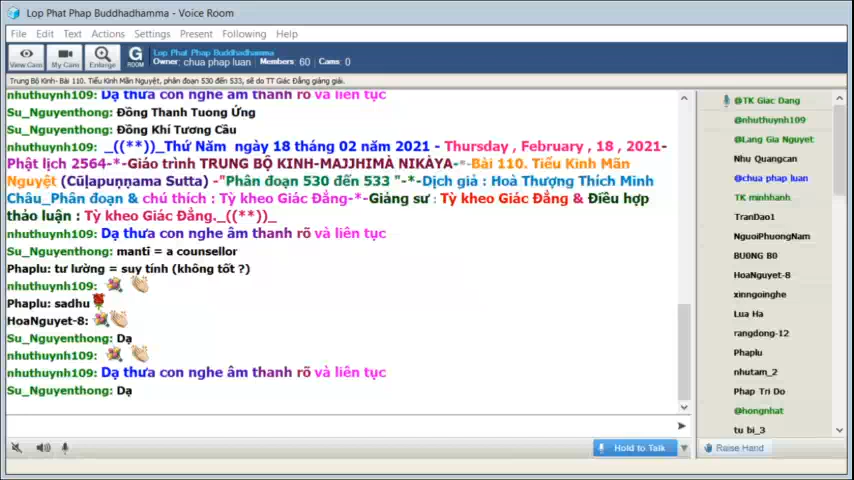 Lop Phat Phap Buddhadhamma - Voice Room
File Edit Text Actions Settings Present Following Help
View Cam My Cam Enlarge G ROOM
Lop Phat Phap Buddhadhamma
Owner: chua phap luan Members: 60 Cams: 0
Trung Bộ Kinh- Bài 110. Tiểu Kinh Mãn Nguyệt, phân đoạn 530 đến 533, sẽ do TT Giác Đẳng giảng giải.
nhuthuynh109: Dạ thưa con nghe âm thanh rõ và liên tục
Su_Nguyenthong: Đồng Thanh Tuong Ứng
Su_Nguyenthong: Đồng Khí Tương Cầu
nhuthuynh109: _((**))_Thứ Năm ngày 18 tháng 02 năm 2021 - Thursday , February , 18 , 2021-
Phật lịch 2564-*-Giáo trình TRUNG BỘ KINH-MAJJHIMÀ NIKÀYA-*-Bài 110. Tiểu Kinh Mãn
Nguyệt (Cūḷapuṇṇama Sutta) -"Phân đoạn 530 đến 533 "-*-Dịch giả : Hoà Thượng Thích Minh
Châu_Phân đoạn & chú thích : Tỳ kheo Giác Đẳng-*-Giảng sư : Tỳ kheo Giác Đẳng & Điều hợp
thảo luận : Tỳ kheo Giác Đẳng._((**))_
nhuthuynh109: Dạ thưa con nghe âm thanh rõ và liên tục
Su_Nguyenthong: mantī = a counsellor
Phaplu: tư lường = suy tính (không tốt ?)
nhuthuynh109:
Phaplu: sadhu
HoaNguyet-8:
Su_Nguyenthong: Dạ
nhuthuynh109:
nhuthuynh109: Dạ thưa con nghe âm thanh rõ và liên tục
Su_Nguyenthong: Dạ
@TK Giac Dang
@nhuthuynh109
@Lang Gia Nguyet
Nhu Quangcan
@chua phap luan
TK minhhanh
TranDao1
NguoiPhuongNam
BU0NG B0
HoaNguyet-8
xinngoinghe
Lua Ha
rangdong-12
Phaplu
nhutam_2
Phap Tri Do
@hongnhat
tu bi_3
Hold to Talk
Raise Hand